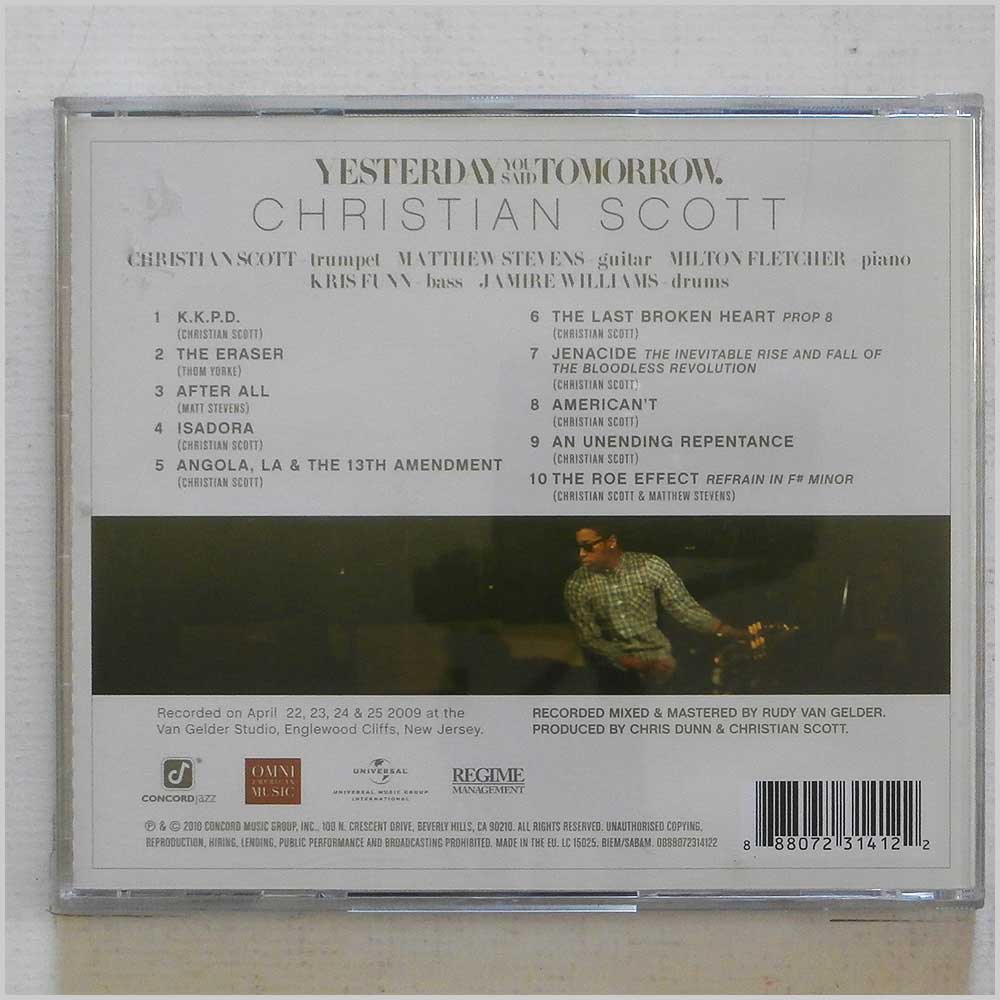 YESTERDAY YOU SAID TOMORROW.
CHRISTIAN SCOTT
CHRISTIAN SCOTT - trumpet MATTHEW STEVENS - guitar MILTON FLETCHER - piano
KRIS FUNN - bass JAMIRE WILLIAMS - drums
1 K.K.P.D.
(CHRISTIAN SCOTT)
2 THE ERASER
(THOM YORKE)
3 AFTER ALL
(MATT STEVENS)
4 ISADORA
(CHRISTIAN SCOTT)
5 ANGOLA, LA & THE 13TH AMENDMENT
(CHRISTIAN SCOTT)
6 THE LAST BROKEN HEART PROP 8
(CHRISTIAN SCOTT)
7 JENACIDE THE INEVITABLE RISE AND FALL OF
THE BLOODLESS REVOLUTION
(CHRISTIAN SCOTT)
8 AMERICAN'T
(CHRISTIAN SCOTT)
9 AN UNENDING REPENTANCE
(CHRISTIAN SCOTT)
10 THE ROE EFFECT REFRAIN IN F# MINOR
(CHRISTIAN SCOTT & MATTHEW STEVENS)
Recorded on April 22, 23, 24 & 25 2009 at the
Van Gelder Studio, Englewood Cliffs, New Jersey.
RECORDED MIXED & MASTERED BY RUDY VAN GELDER.
PRODUCED BY CHRIS DUNN & CHRISTIAN SCOTT.
CONCORD jazz
OMNI
AMERICAN
MUSIC
UNIVERSAL
UNIVERSAL MUSIC GROUP
INTERNATIONAL
REGIME
MANAGEMENT
℗ & © 2010 CONCORD MUSIC GROUP, INC., 100 N. CRESCENT DRIVE, BEVERLY HILLS, CA 90210. ALL RIGHTS RESERVED. UNAUTHORISED COPYING,
REPRODUCTION, HIRING, LENDING, PUBLIC PERFORMANCE AND BROADCASTING PROHIBITED. MADE IN THE EU. LC 15025. BIEM/SABAM. 0888072314122
8 88072 31412 2